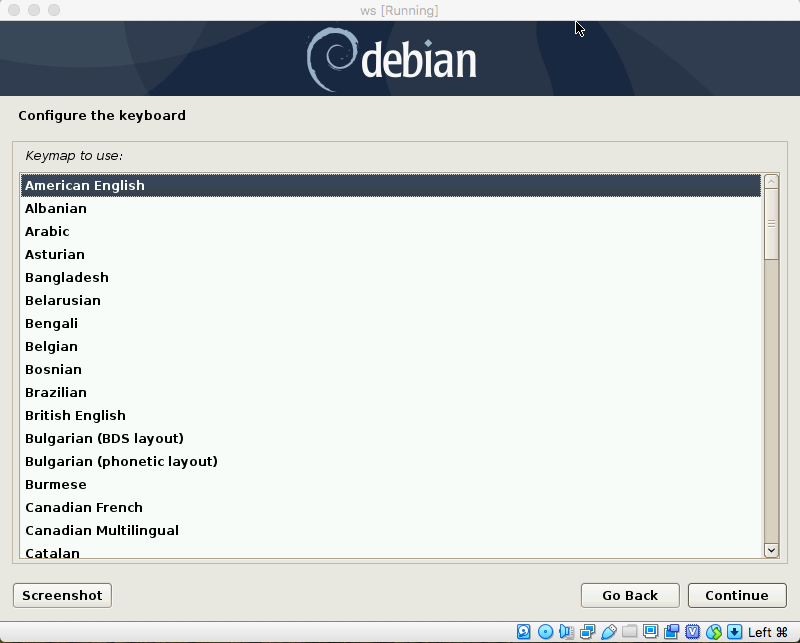 ws [Running]
debian
Configure the keyboard
Keymap to use:
American English
Albanian
Arabic
Asturian
Bangladesh
Belarusian
Bengali
Belgian
Bosnian
Brazilian
British English
Bulgarian (BDS layout)
Bulgarian (phonetic layout)
Burmese
Canadian French
Canadian Multilingual
Catalan
Screenshot
Go Back
Continue
Left ⌘